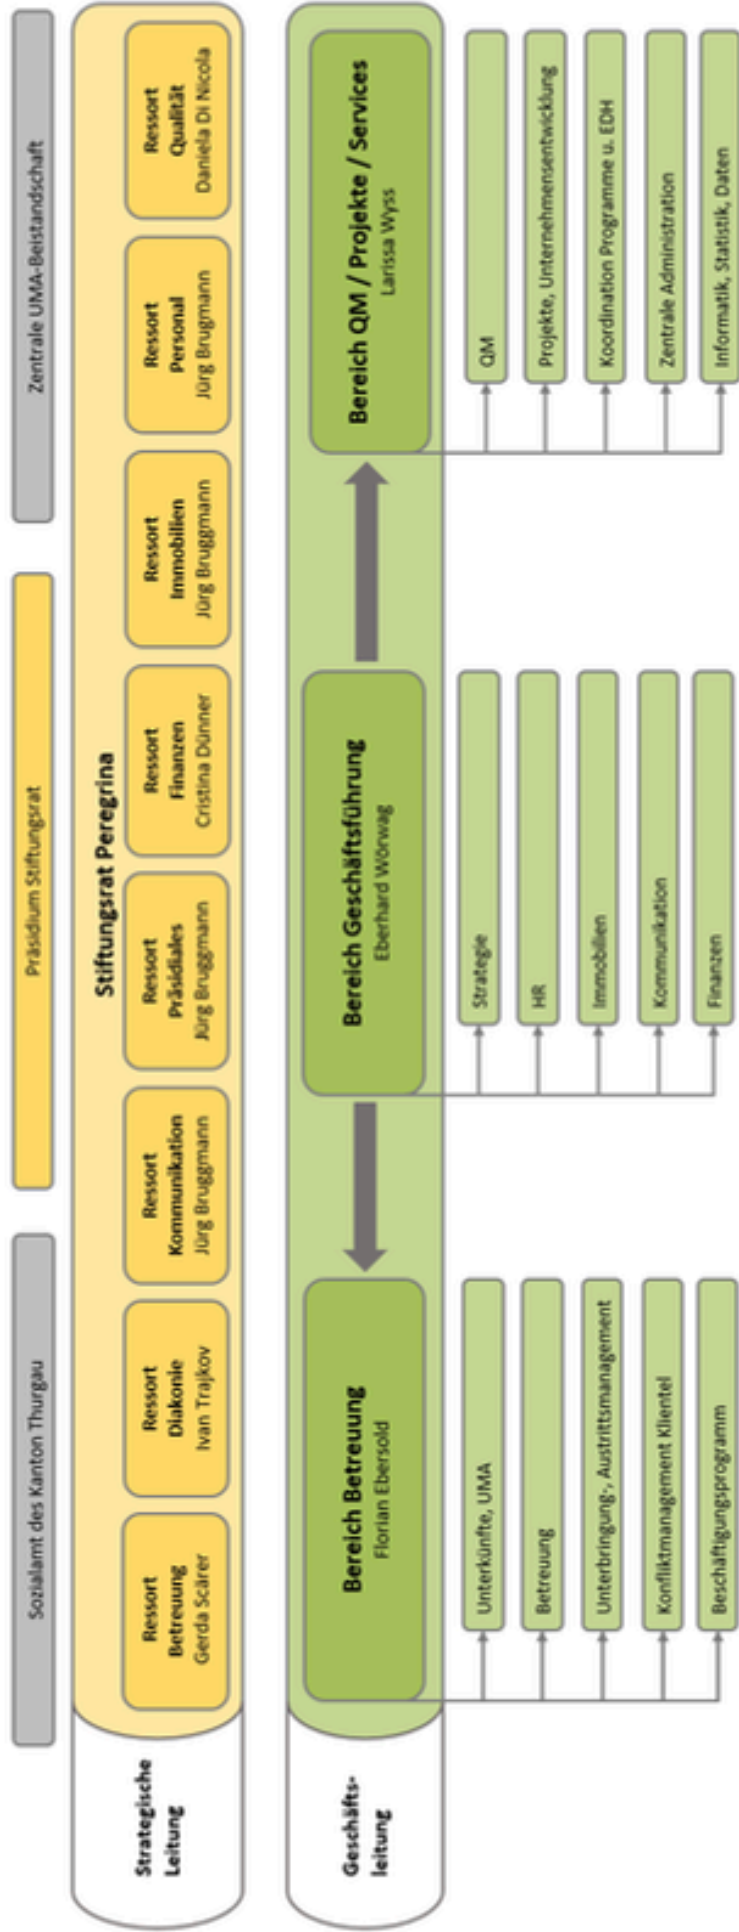 Sozialamt des Kanton Thurgau
Präsidium Stiftungsrat
Zentrale UMA-Beistandschaft
Strategische
Leitung
Stiftungsrat Peregrina
Ressort
Betreuung
Gerda Scärer
Ressort
Diakonie
Ivan Trajkov
Ressort
Kommunikation
Jürg Bruggmann
Ressort
Präsidiales
Jürg Bruggmann
Ressort
Finanzen
Cristina Dünner
Ressort
Immobilien
Jürg Bruggmann
Ressort
Personal
Jürg Brugmann
Ressort
Qualität
Daniela Di Nicola
Geschäfts-
leitung
Bereich Betreuung
Florian Ebersold
Bereich Geschäftsführung
Eberhard Wörwag
Bereich QM / Projekte / Services
Larissa Wyss
Unterkünfte, UMA
Betreuung
Unterbringung-, Austrittsmanagement
Konfliktmanagement Klientel
Beschäftigungsprogramm
Strategie
HR
Immobilien
Kommunikation
Finanzen
QM
Projekte, Unternehmensentwicklung
Koordination Programme u. EDH
Zentrale Administration
Informatik, Statistik, Daten